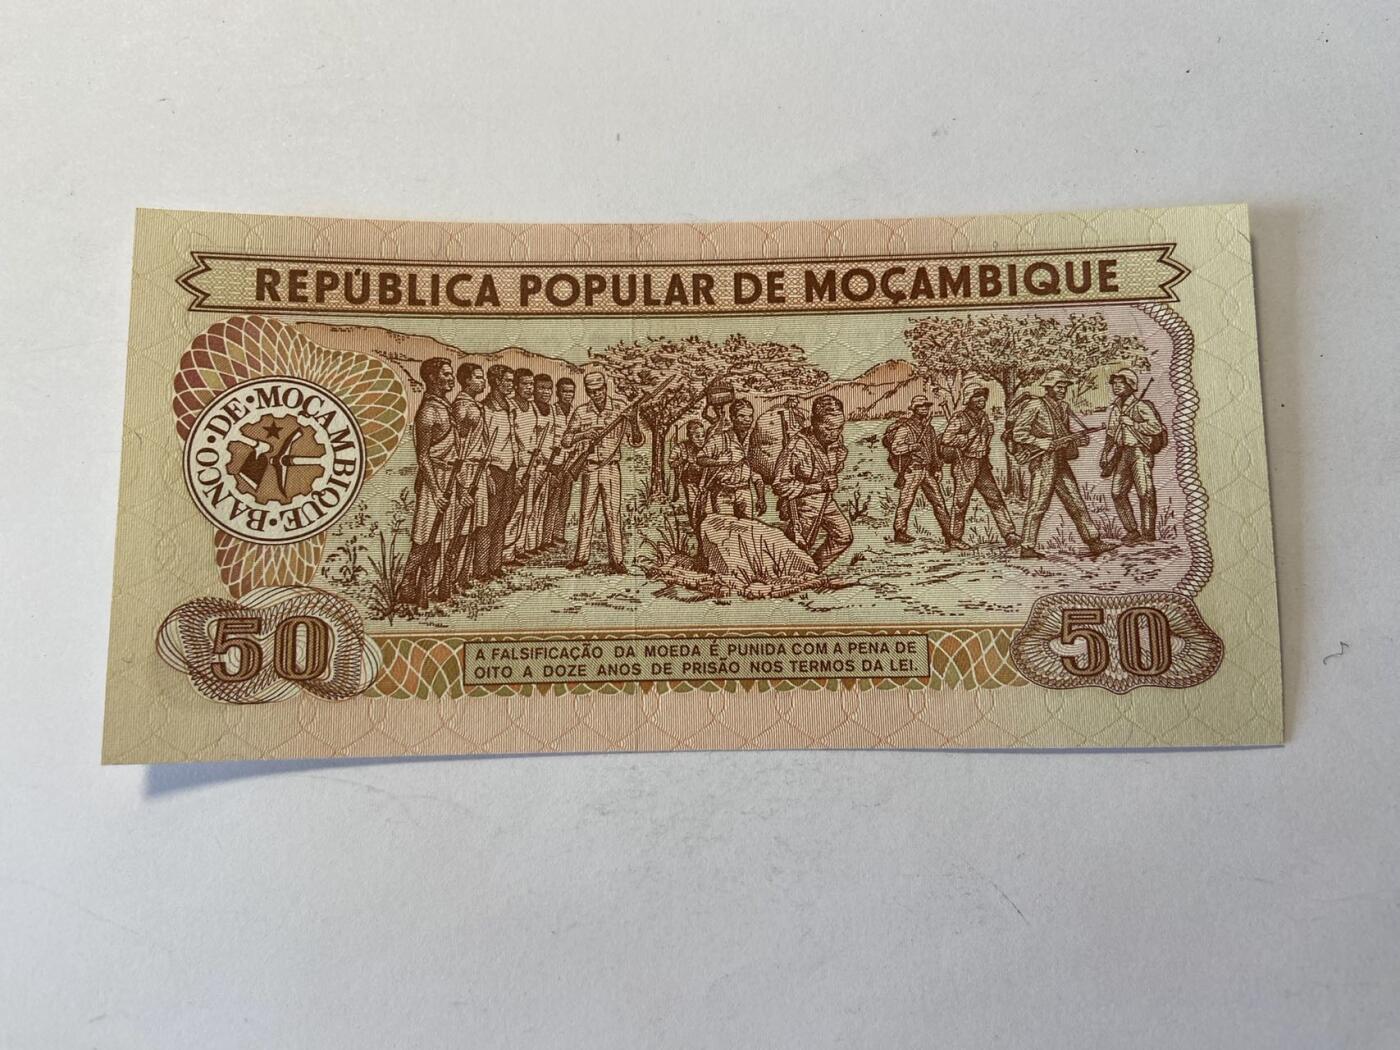 REPÚBLICA POPULAR DE MOÇAMBIQUE
BANCO·DE·MOÇAMBIQUE·
50
A FALSIFICAÇÃO DA MOEDA É PUNIDA COM A PENA DE
OITO A DOZE ANOS DE PRISÃO NOS TERMOS DA LEI.
50